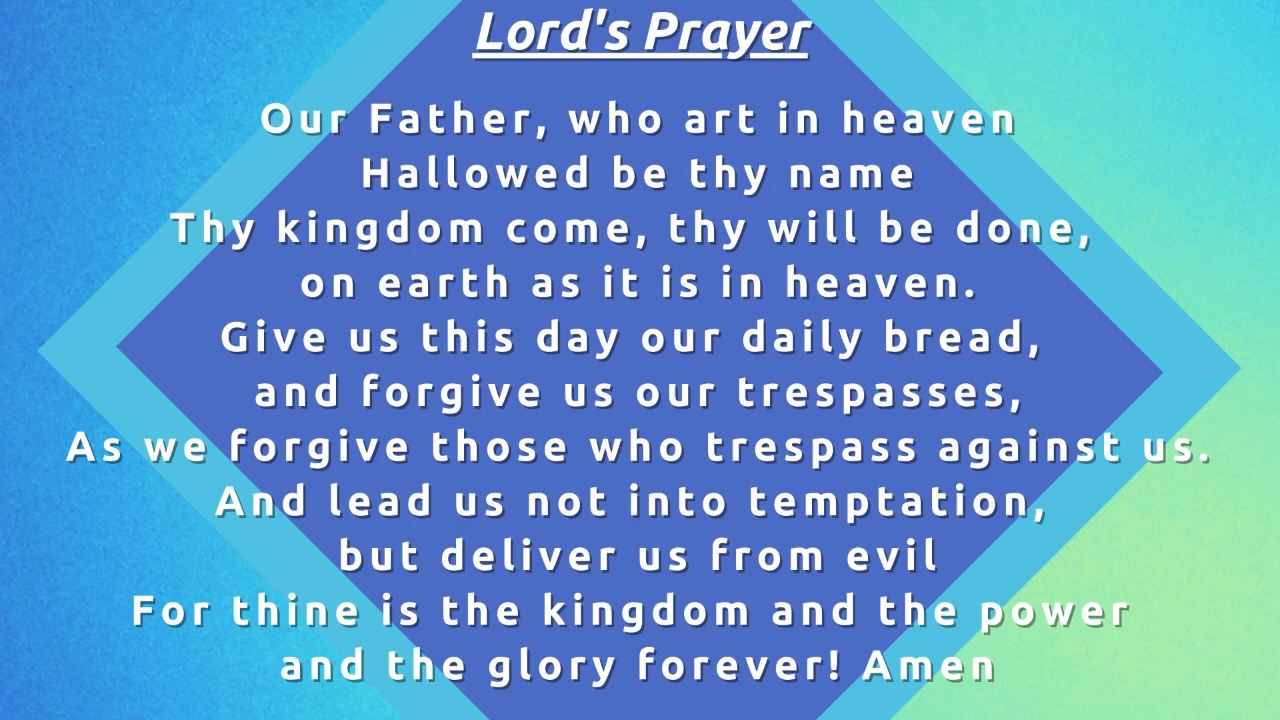 Lord's Prayer
Our Father, who art in heaven
Hallowed be thy name
Thy kingdom come, thy will be done,
on earth as it is in heaven.
Give us this day our daily bread,
and forgive us our trespasses,
As we forgive those who trespass against us.
And lead us not into temptation,
but deliver us from evil
For thine is the kingdom and the power
and the glory forever! Amen